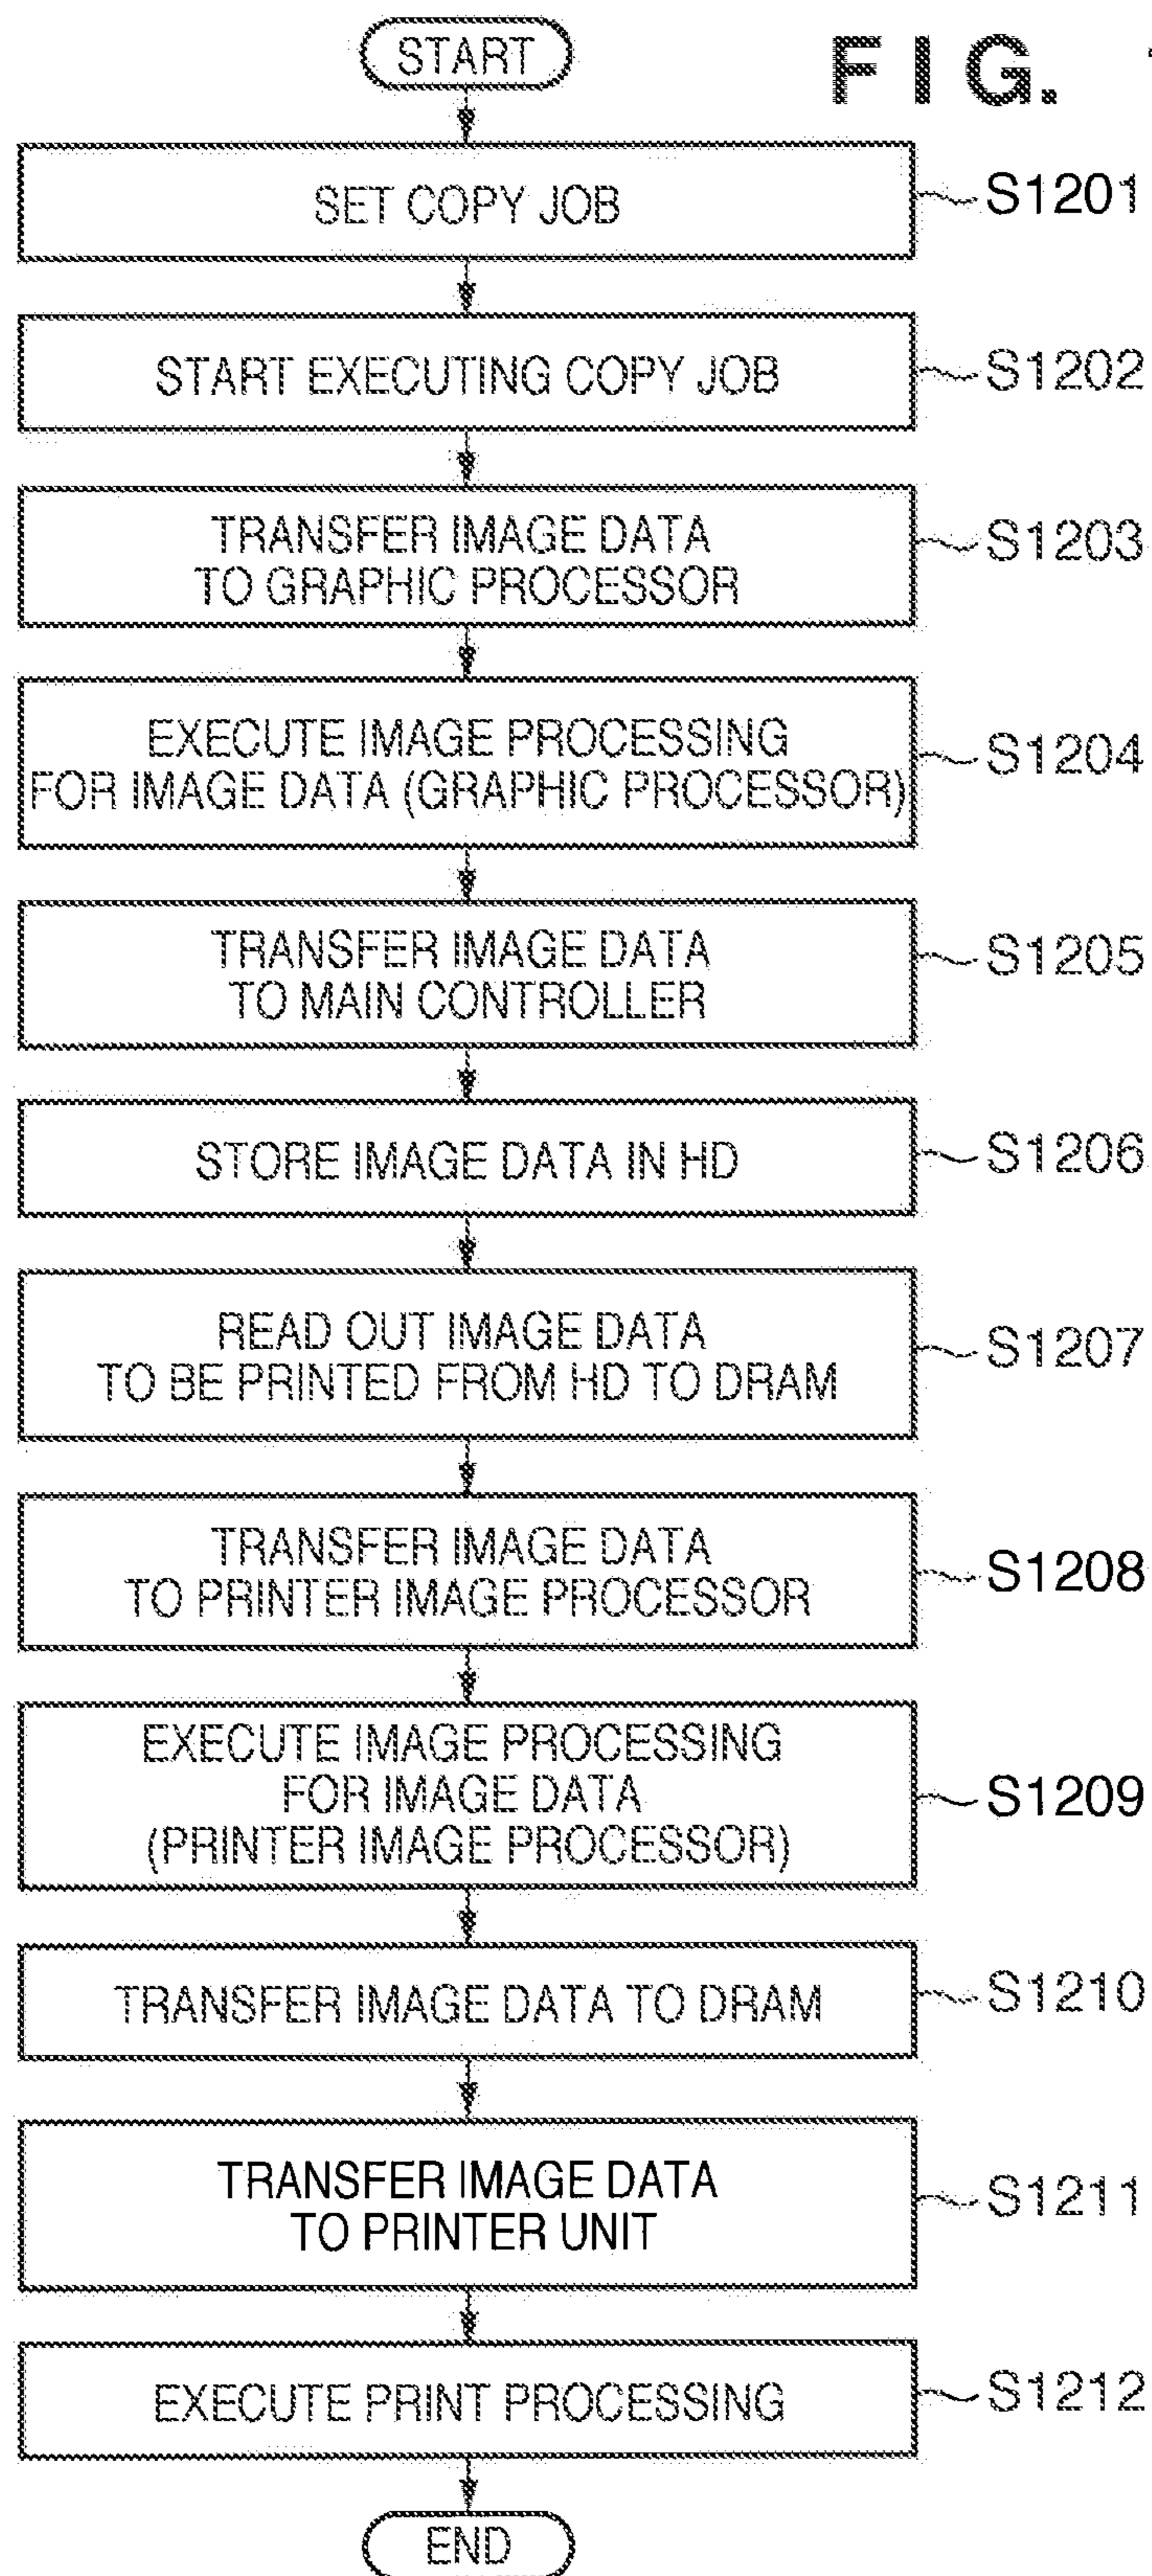 FIG.
START
SET COPY JOB
S1201
START EXECUTING COPY JOB
S1202
TRANSFER IMAGE DATA
TO GRAPHIC PROCESSOR
S1203
EXECUTE IMAGE PROCESSING
FOR IMAGE DATA (GRAPHIC PROCESSOR)
S1204
TRANSFER IMAGE DATA
TO MAIN CONTROLLER
S1205
STORE IMAGE DATA IN HD
S1206
READ OUT IMAGE DATA
TO BE PRINTED FROM HD TO DRAM
S1207
TRANSFER IMAGE DATA
TO PRINTER IMAGE PROCESSOR
S1208
EXECUTE IMAGE PROCESSING
FOR IMAGE DATA
(PRINTER IMAGE PROCESSOR)
S1209
TRANSFER IMAGE DATA TO DRAM
S1210
TRANSFER IMAGE DATA
TO PRINTER UNIT
S1211
EXECUTE PRINT PROCESSING
S1212
END